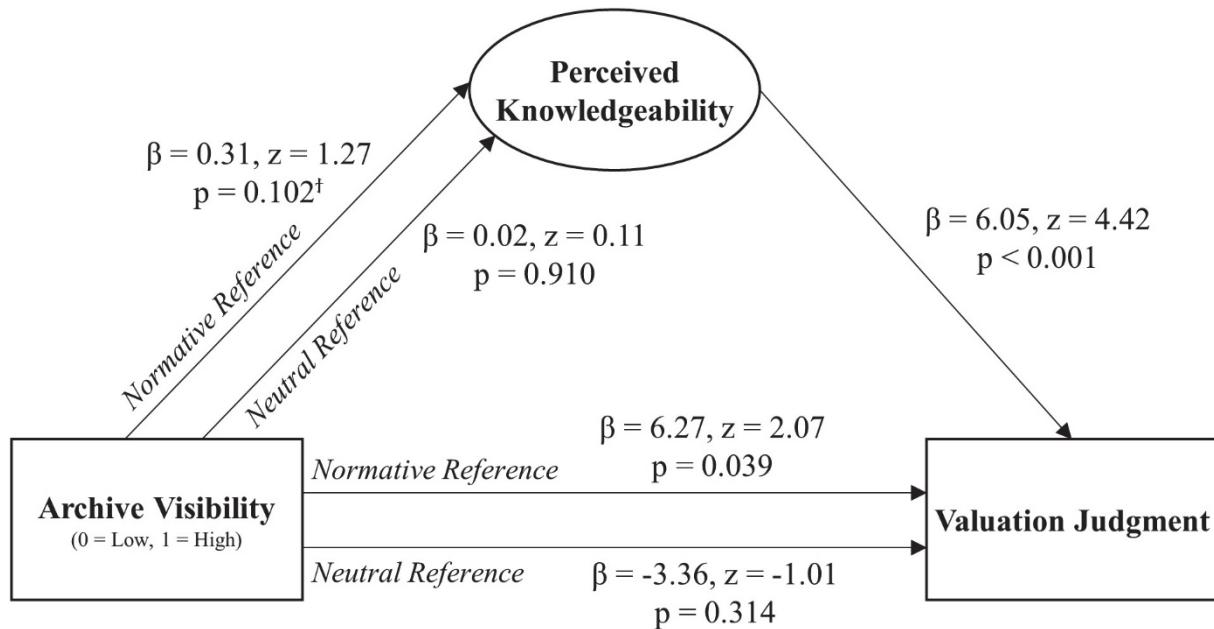 Perceived
Knowledgeability
β = 0.31, z = 1.27
p = 0.102†
Normative Reference
β = 0.02, z = 0.11
p = 0.910
Neutral Reference
β = 6.05, z = 4.42
p < 0.001
β = 6.27, z = 2.07
p = 0.039
Normative Reference
Archive Visibility
(0 = Low, 1 = High)
Valuation Judgment
Neutral Reference
β = -3.36, z = -1.01
p = 0.314